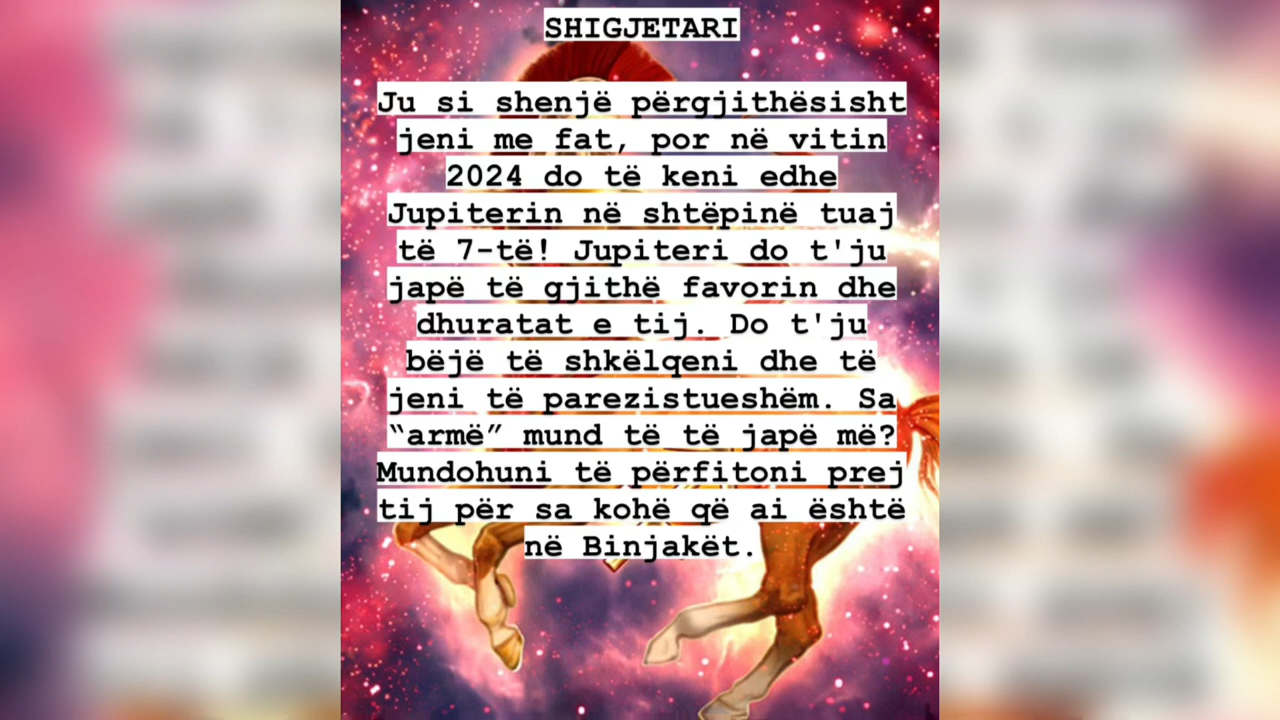 SHIGJETARI
Ju si shenjë përgjithësisht
jeni me fat, por në vitin
2024 do të keni edhe
Jupiterin në shtëpinë tuaj
të 7-të! Jupiteri do t'ju
japë të gjithë favorin dhe
dhuratat e tij. Do t'ju
bëjë të shkëlqeni dhe të
jeni të parezistueshëm. Sa
“armë” mund të të japë më?
Mundohuni të përfitoni prej
tij për sa kohë që ai është
në Binjakët.